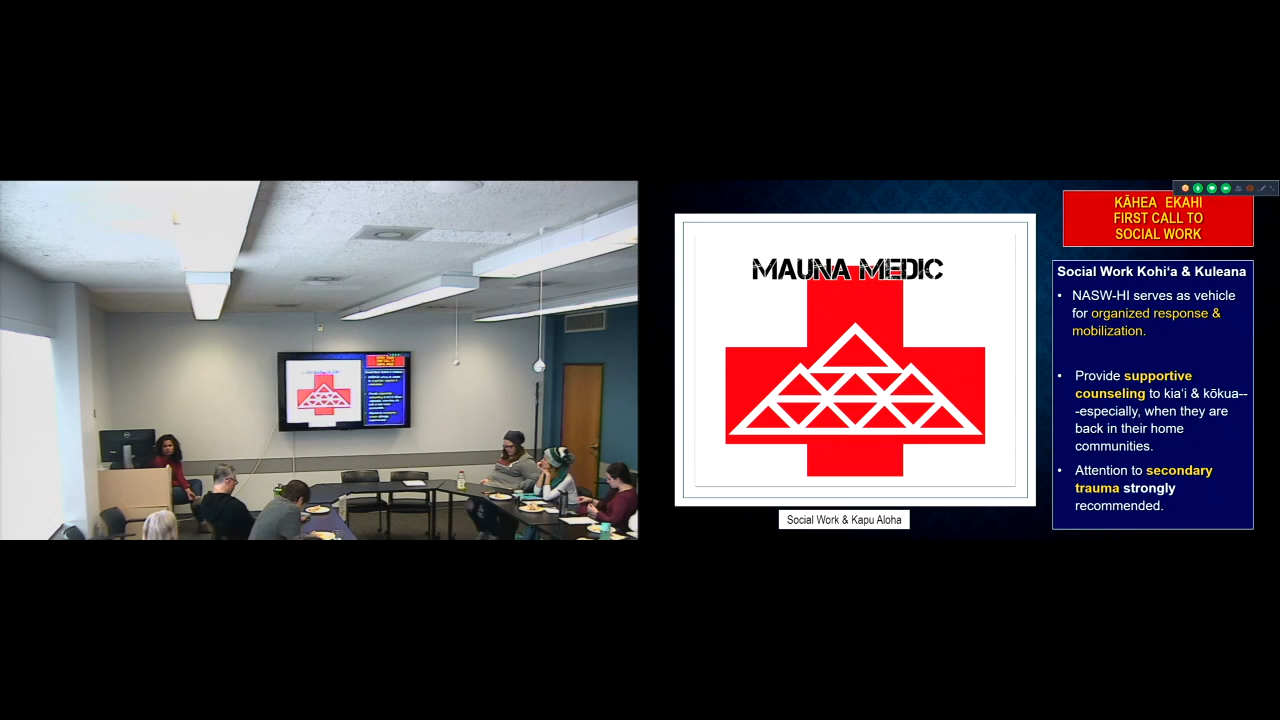 MAUNA MEDIC
Social Work & Kapu Aloha
KĀHEA EKAHI
FIRST CALL TO
SOCIAL WORK
Social Work Kohi‘a & Kuleana
• NASW-HI serves as vehicle
for organized response &
mobilization.
• Provide supportive
counseling to kia‘i & kōkua--
-especially, when they are
back in their home
communities.
• Attention to secondary
trauma strongly
recommended.